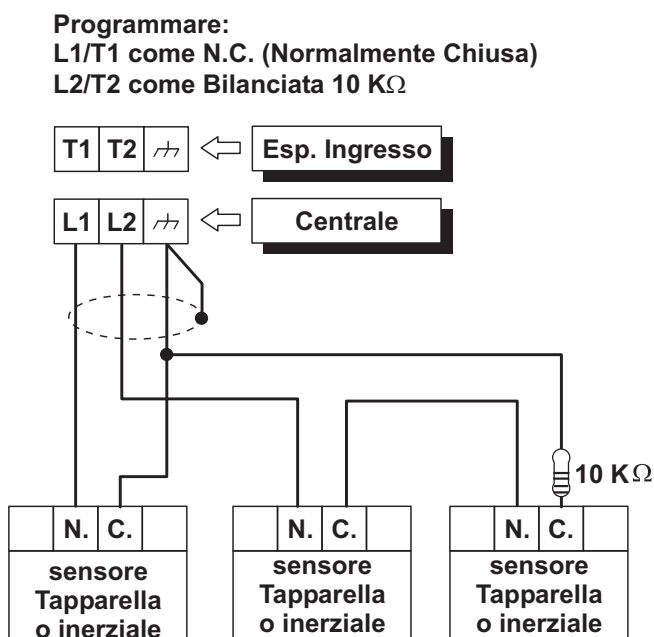 Programmare:
L1/T1 come N.C. (Normalmente Chiusa)
L2/T2 come Bilanciata 10 KΩ
T1 T2 Esp. Ingresso
L1 L2 Centrale
10 KΩ
N. C. N. C. N. C.
sensore sensore sensore
Tapparella Tapparella Tapparella
o inerziale o inerziale o inerziale